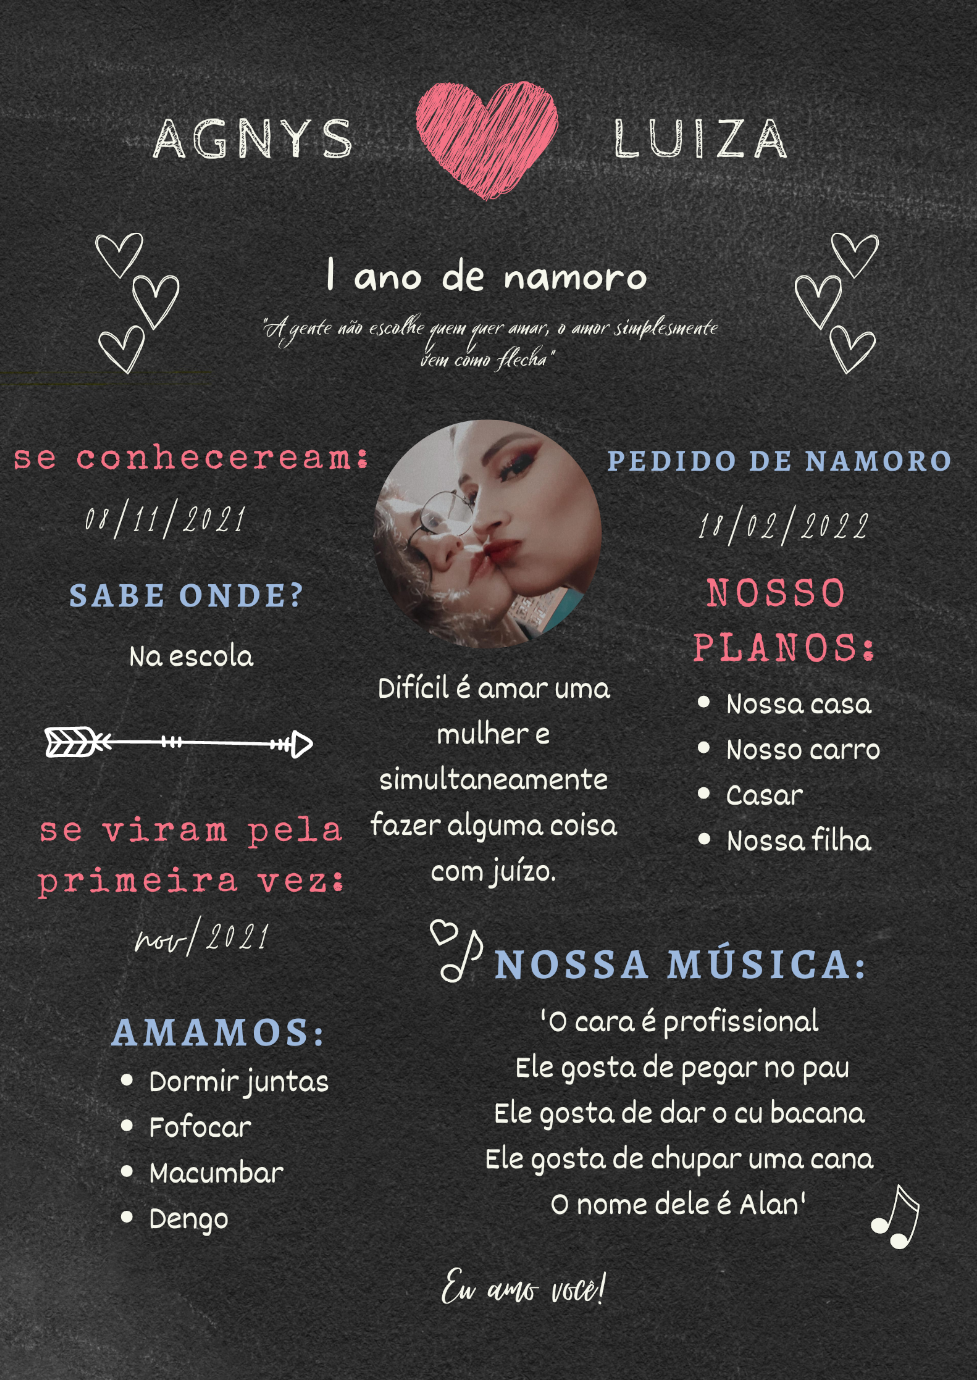 AGNYS LUIZA
1 ano de namoro
"A gente não escolhe quem quer amar, o amor simplesmente
vem como flecha"
se conheceream:
08/11/2021
SABE ONDE?
Na escola
se viram pela
primeira vez:
nov/2021
AMAMOS:
• Dormir juntas
• Fofocar
• Macumbar
• Dengo
Difícil é amar uma
mulher e
simultaneamente
fazer alguma coisa
com juízo.
PEDIDO DE NAMORO
18/02/2022
NOSSO
PLANOS:
• Nossa casa
• Nosso carro
• Casar
• Nossa filha
NOSSA MÚSICA:
'O cara é profissional
Ele gosta de pegar no pau
Ele gosta de dar o cu bacana
Ele gosta de chupar uma cana
O nome dele é Alan'
Eu amo você!